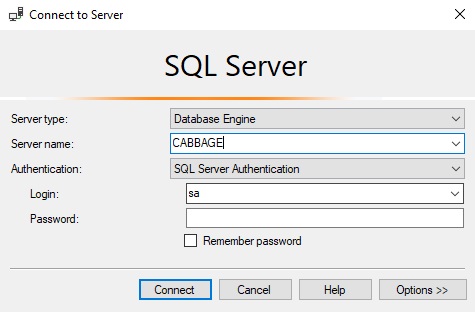 Connect to Server
SQL Server
Server type: Database Engine
Server name: CABBAGE
Authentication: SQL Server Authentication
Login: sa
Password:
Remember password
Connect Cancel Help Options >>